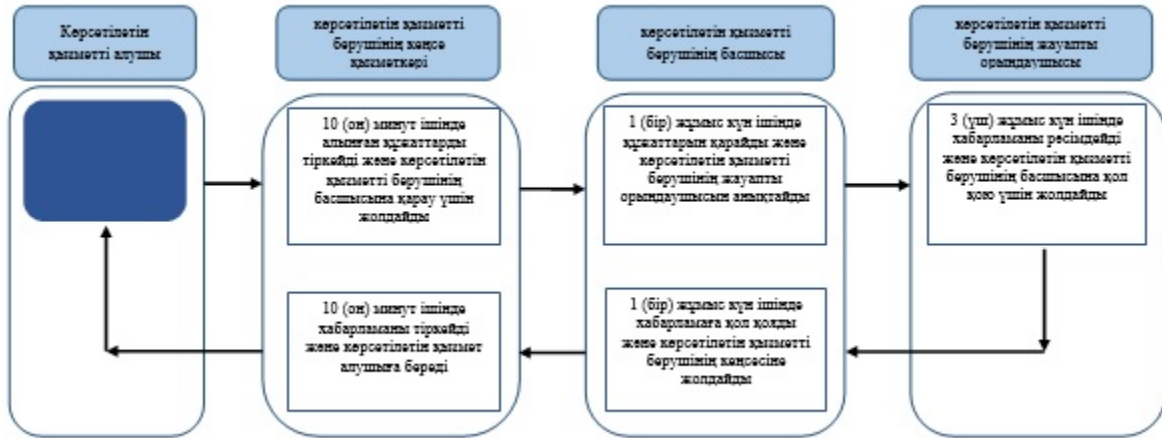 Көрсетілетін
қызметті алушы
көрсетілетін қызметті
берушінің кеңсе
қызметкері
көрсетілетін қызметті
берушінің басшысы
көрсетілетін қызметті
берушінің жауапты
орындаушысы
10 (он) минут ішінде
алынған құжаттарды
тіркейді және көрсетілетін
қызметті берушінің
басшысына қарау үшін
жолдайды
1 (бір) жұмыс күн ішінде
құжаттарын қарайды және
көрсетілетін қызметті
берушінің жауапты
орындаушысын анықтайды
3 (үш) жұмыс күн ішінде
хабарламаны ресімдейді
және көрсетілетін қызметті
берушінің басшысына қол
қою үшін жолдайды
10 (он) минут ішінде
хабарламаны тіркейді
және көрсетілетін қызмет
алушыға береді
1 (бір) жұмыс күн ішінде
хабарламаға қол қояды
және көрсетілетін қызметті
берушінің кеңсесіне
жолдайды